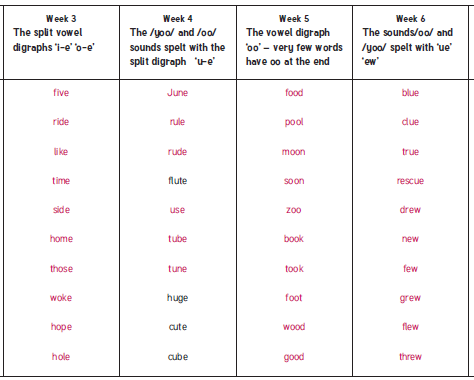 Week 3
The split vowel
digraphs 'i-e' 'o-e'
five
ride
like
time
side
home
those
woke
hope
hole
Week 4
The /yoo/ and /oo/
sounds spelt with the
split digraph 'u-e'
June
rule
rude
flute
use
tube
tune
huge
cute
cube
Week 5
The vowel digraph
'oo' – very few words
have oo at the end
food
pool
moon
soon
zoo
book
took
foot
wood
good
Week 6
The sounds/oo/ and
/yoo/ spelt with 'ue'
'ew'
blue
clue
true
rescue
drew
new
few
grew
flew
threw